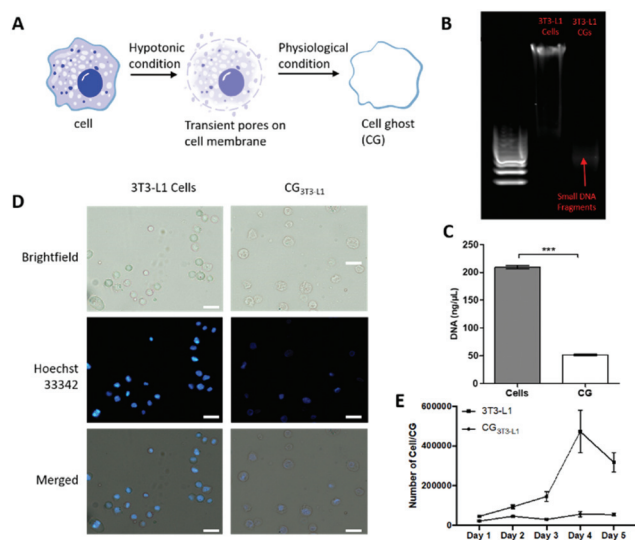 A
Hypotonic
condition
Physiological
condition
cell
Transient pores on
cell membrane
Cell ghost
(CG)
B
3T3-L1
Cells
3T3-L1
CGs
Small DNA
Fragments
C
***
DNA (ng/µL)
250
200
150
100
50
0
Cells
CG
D
3T3-L1 Cells
CG3T3-L1
Brightfield
Hoechst
33342
Merged
E
3T3-L1
CG3T3-L1
Number of Cell/CG
600000
400000
200000
0
Day 1
Day 2
Day 3
Day 4
Day 5